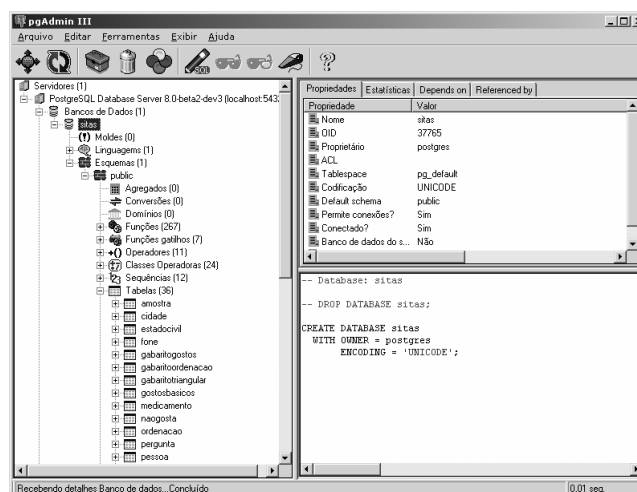 pgAdmin III
Arquivo Editar Ferramentas Exibir Ajuda
SQL
Servidores (1)
PostgreSQL Database Server 8.0-beta2-dev3 (localhost:543
Bancos de Dados (1)
sitas
Moldes (0)
Linguagems (1)
Esquemas (1)
public
Agregados (0)
Conversões (0)
Domínios (0)
Funções (267)
Funções gatilhos (7)
Operadores (11)
Classes Operadoras (24)
Sequências (12)
Tabelas (36)
amostra
cidade
estadocivil
fone
gabaritogostos
gabaritoordenacao
gabaritotriangular
gostosbasicos
medicamento
naogosta
ordenacao
pergunta
pessoa
Propriedades Estatísticas Depends on Referenced by
Propriedade Valor
Nome sitas
OID 37765
Proprietário postgres
ACL
Tablespace pg_default
Codificação UNICODE
Default schema public
Permite conexões? Sim
Conectado? Sim
Banco de dados do s... Não
-- Database: sitas
-- DROP DATABASE sitas;
CREATE DATABASE sitas
WITH OWNER = postgres
ENCODING = 'UNICODE';
Recebendo detalhes Banco de dados...Concluído 0.01 seg.